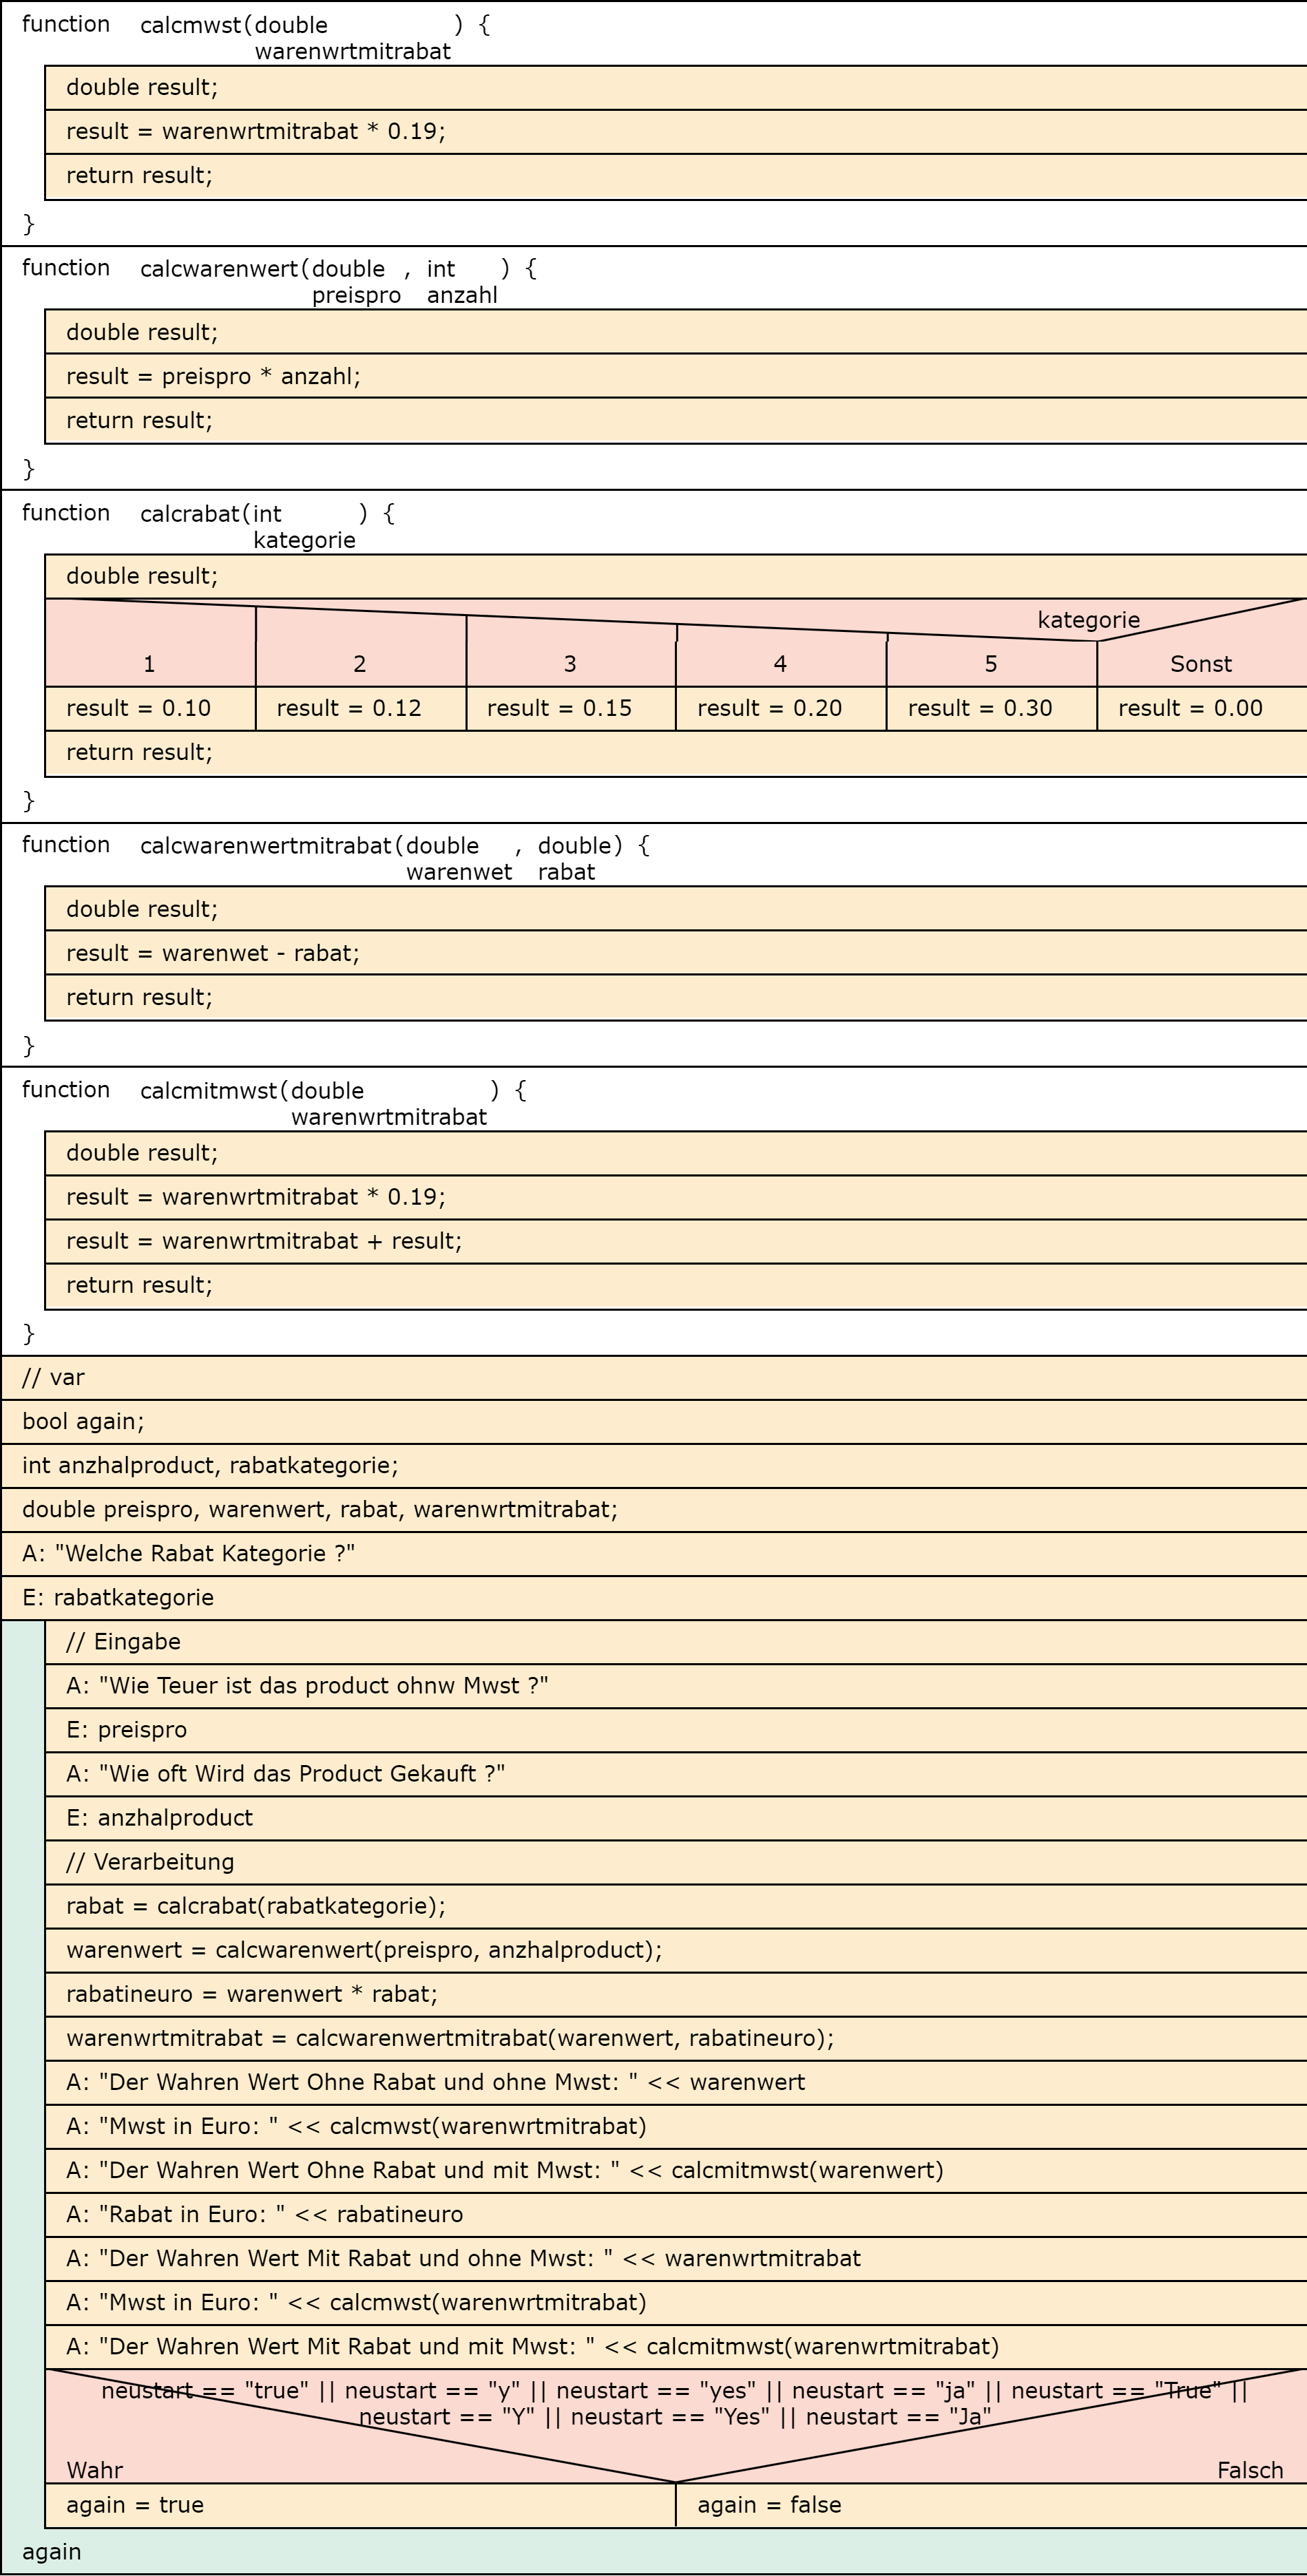 function calcmwst(double ) {
warenwrtmitrabat
double result;
result = warenwrtmitrabat * 0.19;
return result;
}
function calcwarenwert(double , int ) {
preispro anzahl
double result;
result = preispro * anzahl;
return result;
}
function calcrabat(int ) {
kategorie
double result;
kategorie
1 2 3 4 5 Sonst
result = 0.10 result = 0.12 result = 0.15 result = 0.20 result = 0.30 result = 0.00
return result;
}
function calcwarenwertmitrabat(double , double) {
warenwet rabat
double result;
result = warenwet - rabat;
return result;
}
function calcmitmwst(double ) {
warenwrtmitrabat
double result;
result = warenwrtmitrabat * 0.19;
result = warenwrtmitrabat + result;
return result;
}
// var
bool again;
int anzhalproduct, rabatkategorie;
double preispro, warenwert, rabat, warenwrtmitrabat;
A: "Welche Rabat Kategorie ?"
E: rabatkategorie
// Eingabe
A: "Wie Teuer ist das product ohnw Mwst ?"
E: preispro
A: "Wie oft Wird das Product Gekauft ?"
E: anzhalproduct
// Verarbeitung
rabat = calcrabat(rabatkategorie);
warenwert = calcwarenwert(preispro, anzhalproduct);
rabatineuro = warenwert * rabat;
warenwrtmitrabat = calcwarenwertmitrabat(warenwert, rabatineuro);
A: "Der Wahren Wert Ohne Rabat und ohne Mwst: " << warenwert
A: "Mwst in Euro: " << calcmwst(warenwrtmitrabat)
A: "Der Wahren Wert Ohne Rabat und mit Mwst: " << calcmitmwst(warenwert)
A: "Rabat in Euro: " << rabatineuro
A: "Der Wahren Wert Mit Rabat und ohne Mwst: " << warenwrtmitrabat
A: "Mwst in Euro: " << calcmwst(warenwrtmitrabat)
A: "Der Wahren Wert Mit Rabat und mit Mwst: " << calcmitmwst(warenwrtmitrabat)
neustart == "true" || neustart == "y" || neustart == "yes" || neustart == "ja" || neustart == "True" ||
neustart == "Y" || neustart == "Yes" || neustart == "Ja"
Wahr Falsch
again = true again = false
again